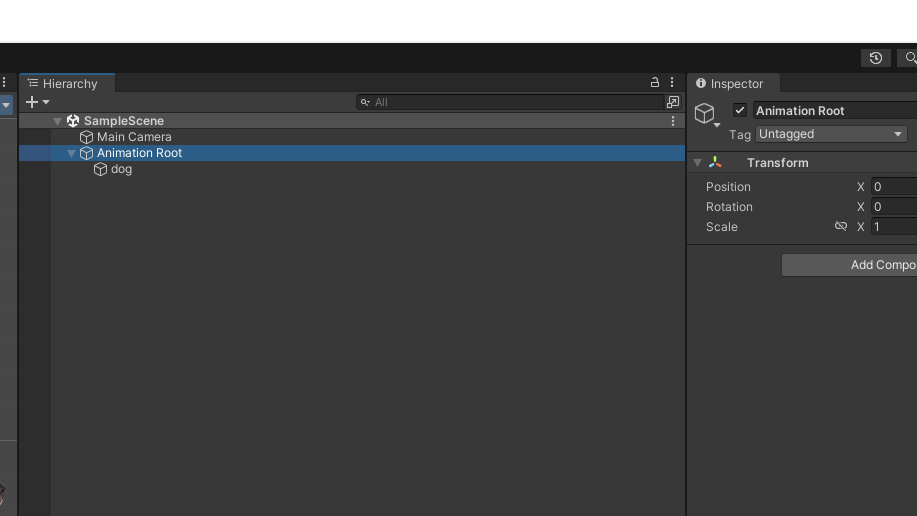 Hierarchy
All
SampleScene
Main Camera
Animation Root
dog
Inspector
Animation Root
Tag Untagged
Transform
Position X 0
Rotation X 0
Scale X 1
Add Compo